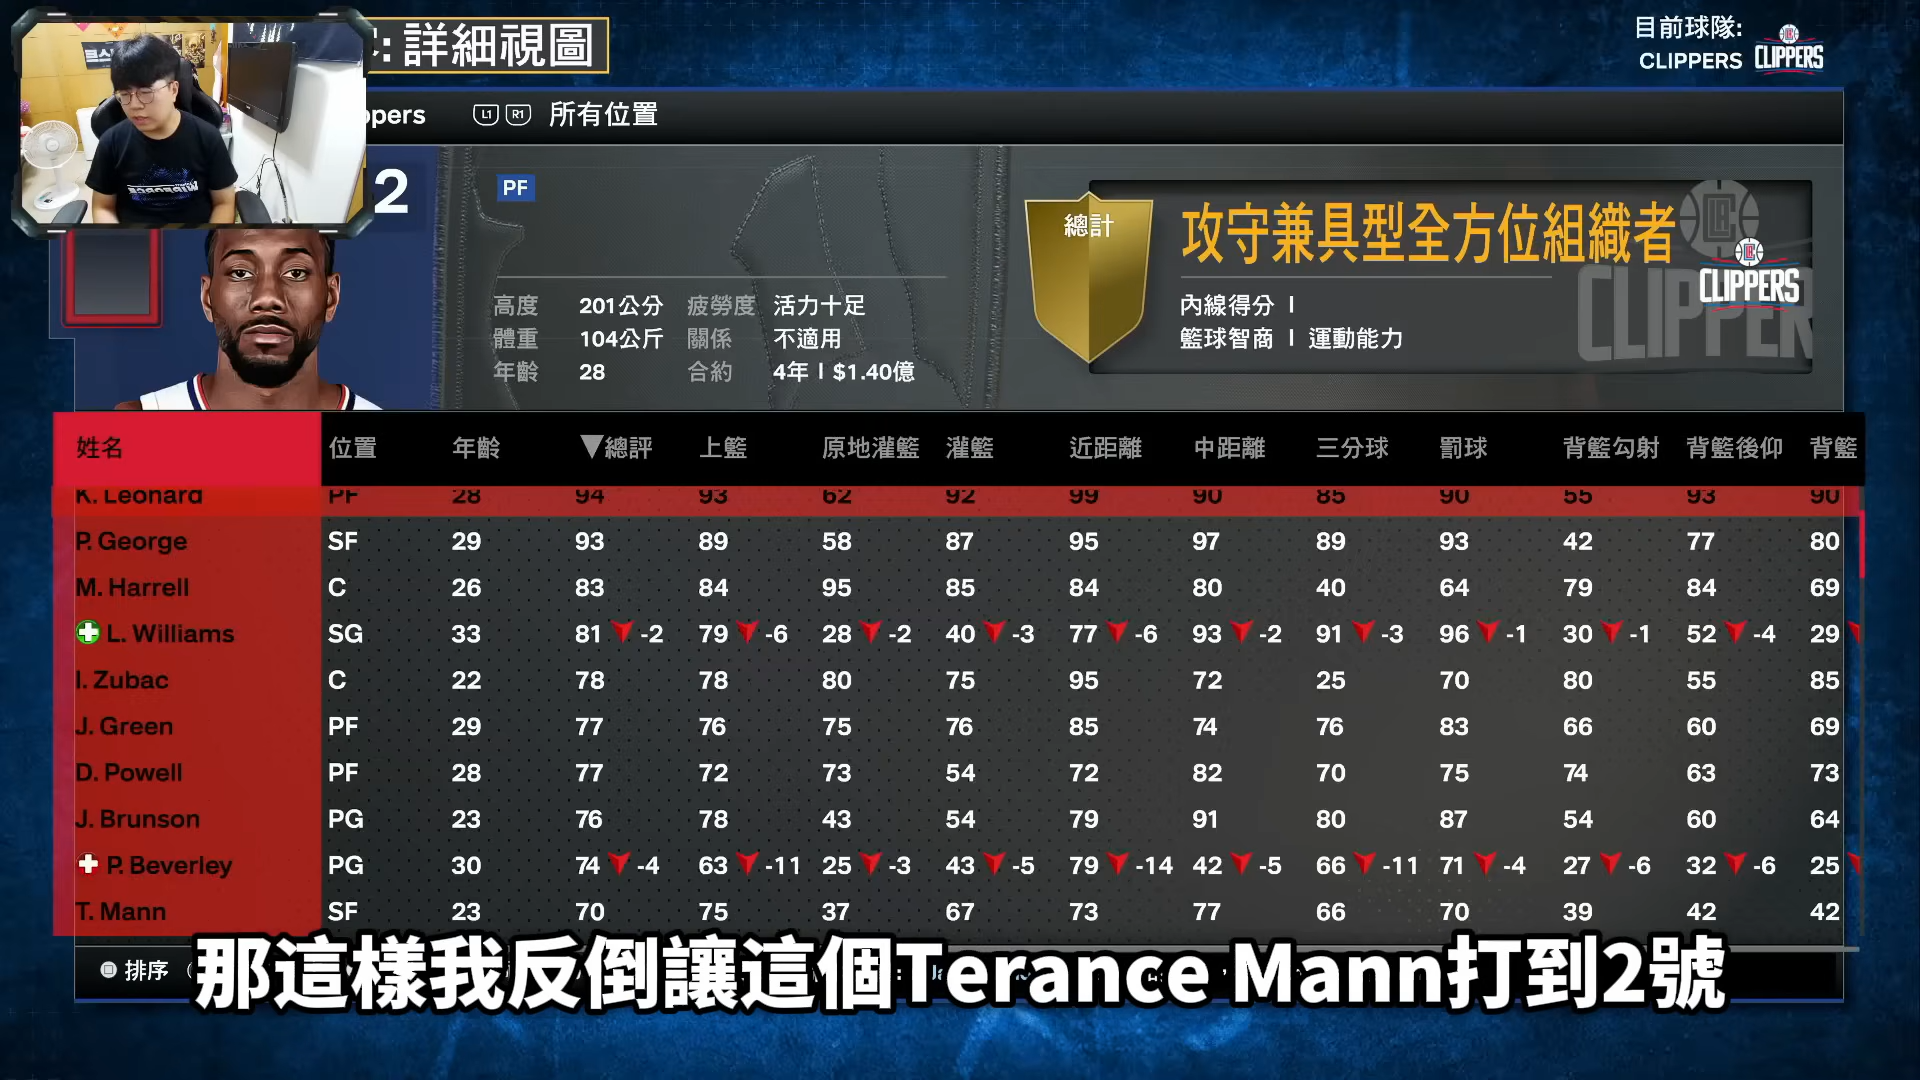 : 詳細視圖
目前球隊:
CLIPPERS
CLIPPERS
ppers L1 R1 所有位置
2
PF
總計
攻守兼具型全方位組織者
CLIPPERS
高度 201公分 疲勞度 活力十足
內線得分 I
體重 104公斤 關係 不適用
籃球智商 I 運動能力
年齡 28 合約 4年 I $1.40億
姓名 位置 年齡 ▼總評 上籃 原地灌籃 灌籃 近距離 中距離 三分球 罰球 背籃勾射 背籃後仰 背籃
K. Leonard PF 28 94 93 62 92 99 90 85 90 55 93 90
P. George SF 29 93 89 58 87 95 97 89 93 42 77 80
M. Harrell C 26 83 84 95 85 84 80 40 64 79 84 69
L. Williams SG 33 81 -2 79 -6 28 -2 40 -3 77 -6 93 -2 91 -3 96 -1 30 -1 52 -4 29
I. Zubac C 22 78 78 80 75 95 72 25 70 80 55 85
J. Green PF 29 77 76 75 76 85 74 76 83 66 60 69
D. Powell PF 28 77 72 73 54 72 82 70 75 74 63 73
J. Brunson PG 23 76 78 43 54 79 91 80 87 54 60 64
P. Beverley PG 30 74 -4 63 -11 25 -3 43 -5 79 -14 42 -5 66 -11 71 -4 27 -6 32 -6 25
T. Mann SF 23 70 75 37 67 73 77 66 70 39 42 42
排序
那這樣我反倒讓這個Terance Mann打到2號